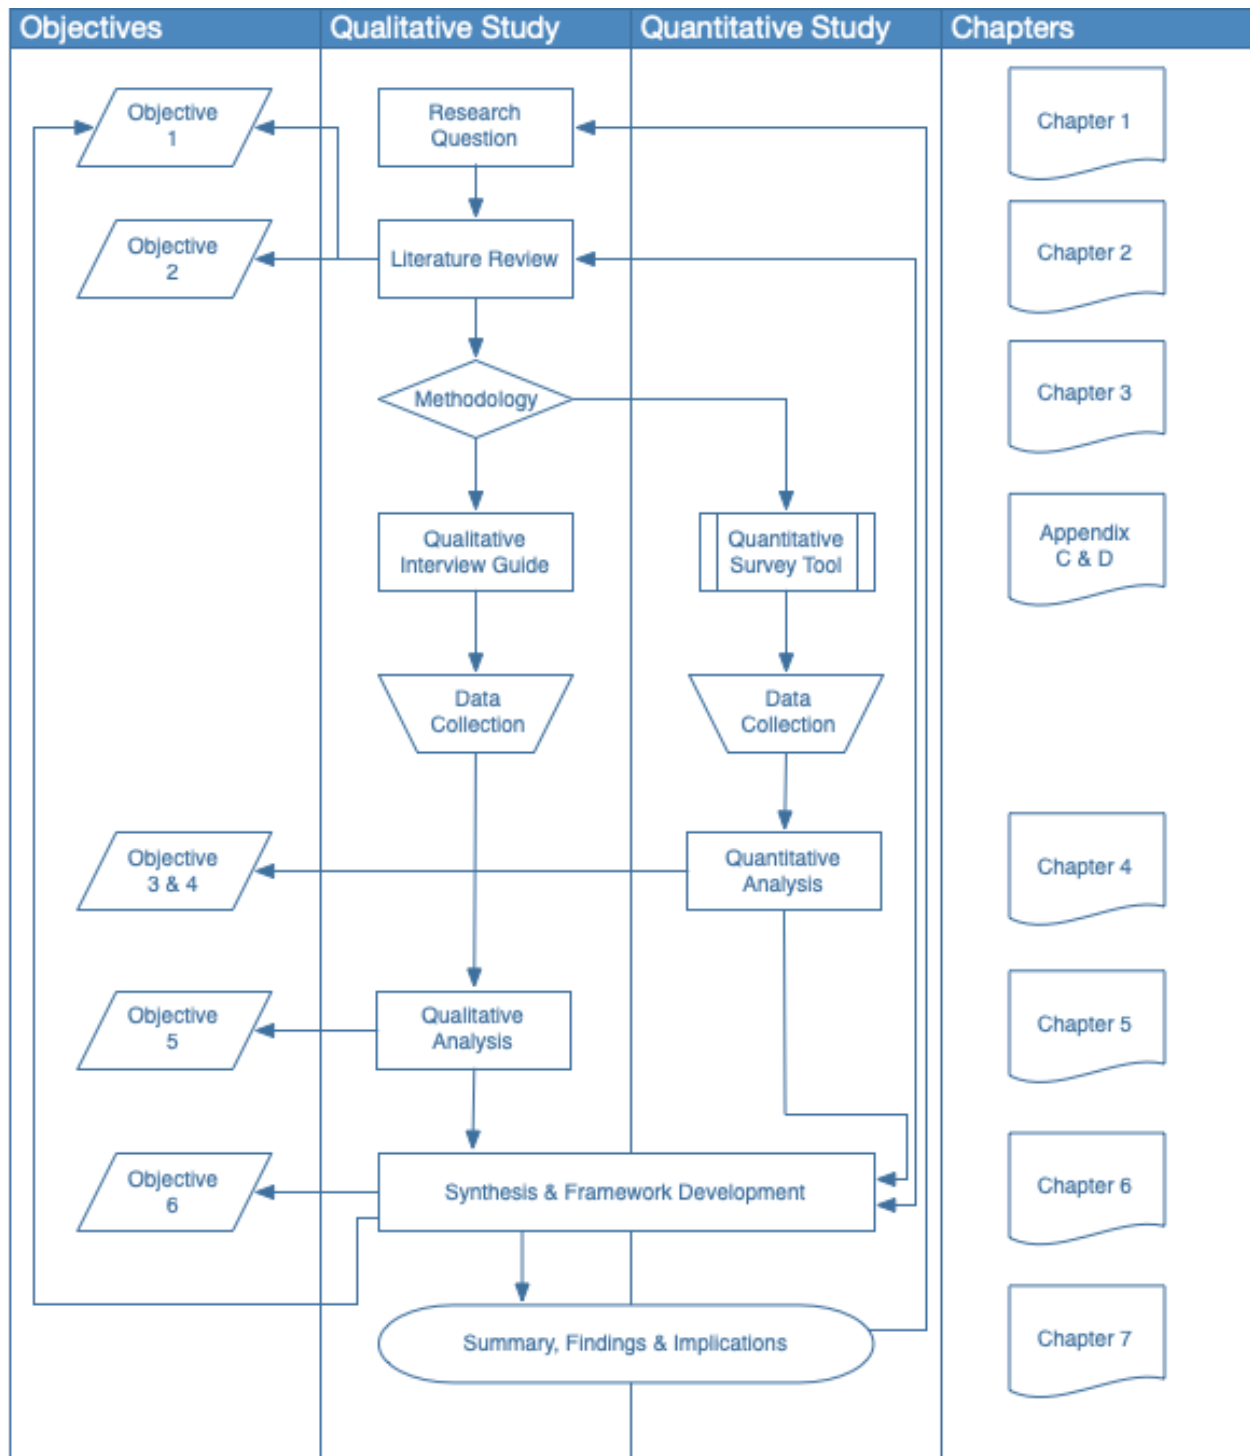 Objectives
Qualitative Study
Quantitative Study
Chapters
Objective
1
Research
Question
Chapter 1
Objective
2
Literature Review
Chapter 2
Methodology
Chapter 3
Qualitative
Interview Guide
Quantitative
Survey Tool
Appendix
C & D
Data
Collection
Data
Collection
Objective
3 & 4
Quantitative
Analysis
Chapter 4
Objective
5
Qualitative
Analysis
Chapter 5
Objective
6
Synthesis & Framework Development
Chapter 6
Summary, Findings & Implications
Chapter 7